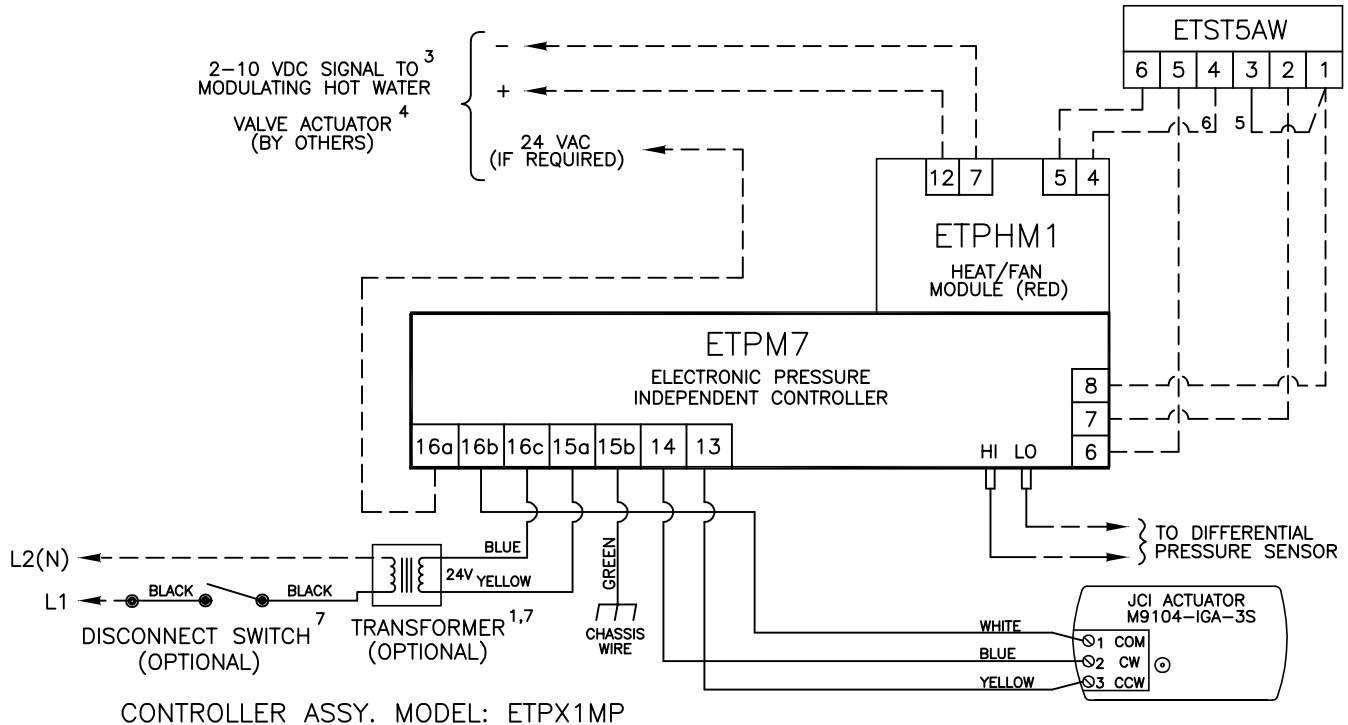 ETST5AW
6 5 4 3 2 1
2-10 VDC SIGNAL TO 3
MODULATING HOT WATER
VALVE ACTUATOR 4
(BY OTHERS)
−
+
24 VAC
(IF REQUIRED)
6
5
12 7 5 4
ETPHM1
HEAT/FAN
MODULE (RED)
ETPM7
ELECTRONIC PRESSURE
INDEPENDENT CONTROLLER
8
7
6
16a 16b 16c 15a 15b 14 13
HI LO
TO DIFFERENTIAL
PRESSURE SENSOR
L2(N)
L1
BLACK
BLACK
BLUE
24V YELLOW
GREEN
DISCONNECT SWITCH 7
(OPTIONAL)
TRANSFORMER 1,7
(OPTIONAL)
CHASSIS
WIRE
WHITE
BLUE
YELLOW
JCI ACTUATOR
M9104-IGA-3S
1 COM
2 CW
3 CCW
CONTROLLER ASSY. MODEL: ETPX1MP